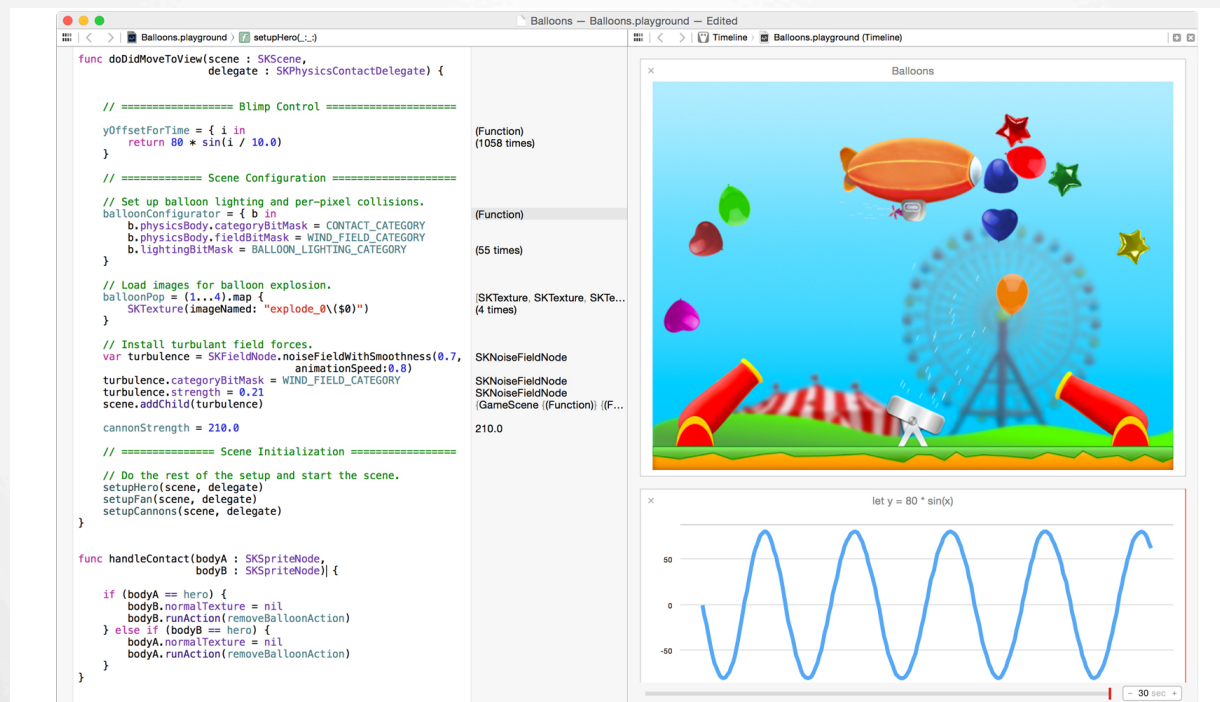 Balloons — Balloons.playground — Edited
Balloons.playground 〉 setupHero(_:_:)
func doDidMoveToView(scene : SKScene,
delegate : SKPhysicsContactDelegate) {
// ================== Blimp Control =====================
yOffsetForTime = { i in
(Function)
return 80 * sin(i / 10.0)
(1058 times)
}
// ============= Scene Configuration ====================
// Set up balloon lighting and per-pixel collisions.
balloonConfigurator = { b in
(Function)
b.physicsBody.categoryBitMask = CONTACT_CATEGORY
b.physicsBody.fieldBitMask = WIND_FIELD_CATEGORY
b.lightingBitMask = BALLOON_LIGHTING_CATEGORY
(55 times)
}
// Load images for balloon explosion.
balloonPop = (1...4).map {
[SKTexture, SKTexture, SKTe...
SKTexture(imageNamed: "explode_0\($0)")
(4 times)
}
// Install turbulant field forces.
var turbulence = SKFieldNode.noiseFieldWithSmoothness(0.7,
SKNoiseFieldNode
animationSpeed:0.8)
turbulence.categoryBitMask = WIND_FIELD_CATEGORY
SKNoiseFieldNode
turbulence.strength = 0.21
SKNoiseFieldNode
scene.addChild(turbulence)
{GameScene {(Function)} {(F...
cannonStrength = 210.0
210.0
// =============== Scene Initialization =================
// Do the rest of the setup and start the scene.
setupHero(scene, delegate)
setupFan(scene, delegate)
setupCannons(scene, delegate)
}
func handleContact(bodyA : SKSpriteNode,
bodyB : SKSpriteNode) {
if (bodyA == hero) {
bodyB.normalTexture = nil
bodyB.runAction(removeBalloonAction)
} else if (bodyB == hero) {
bodyA.normalTexture = nil
bodyA.runAction(removeBalloonAction)
}
}
Timeline 〉 Balloons.playground (Timeline)
Balloons
let y = 80 * sin(x)
50
0
-50
- 30 sec +